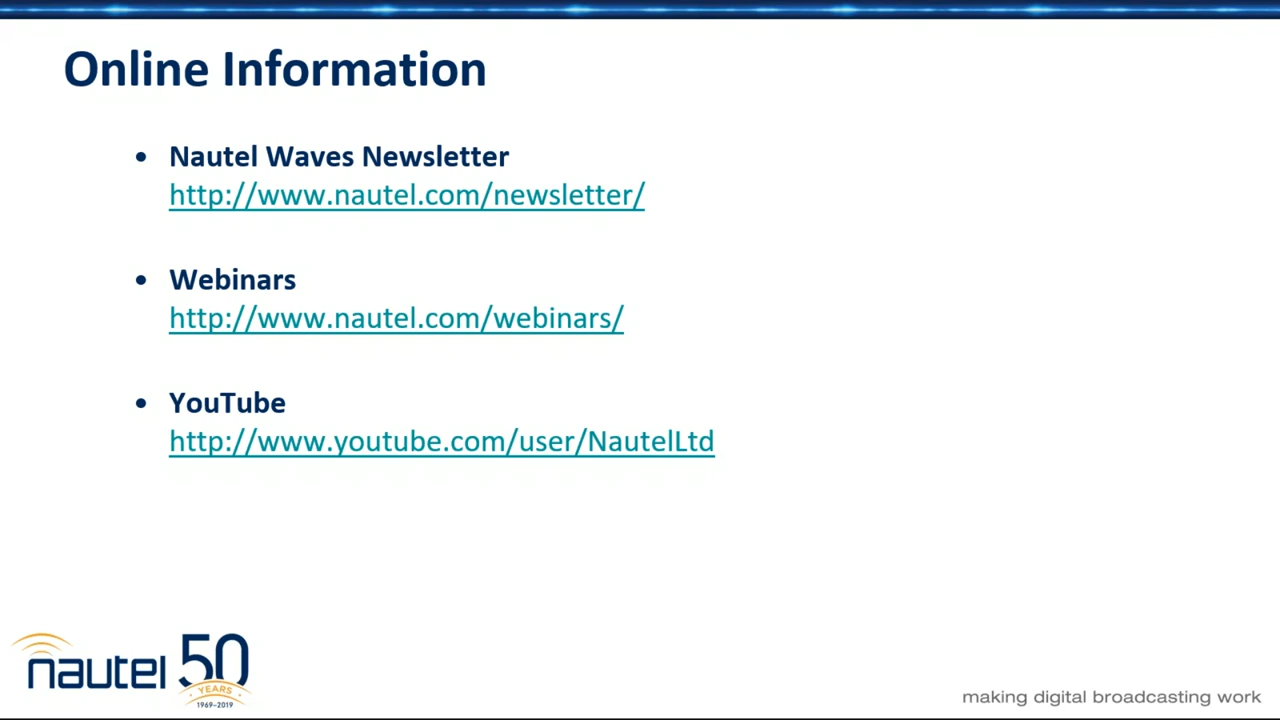 Online Information
• Nautel Waves Newsletter
http://www.nautel.com/newsletter/
• Webinars
http://www.nautel.com/webinars/
• YouTube
http://www.youtube.com/user/NautelLtd
nautel 50
YEARS
1969–2019
making digital broadcasting work